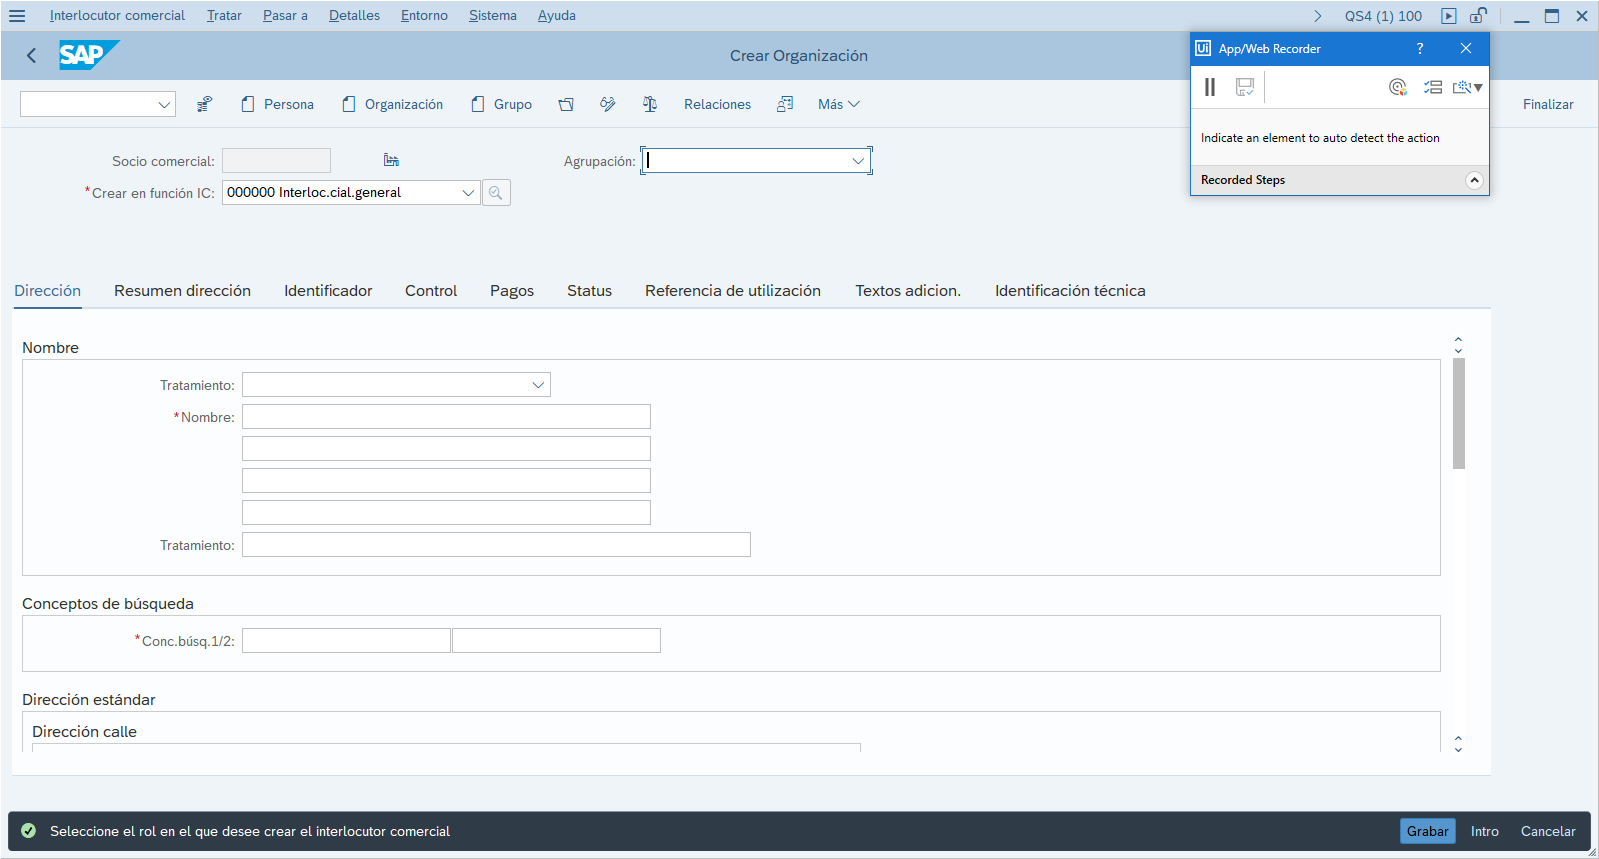 Interlocutor comercial Tratar Pasar a Detalles Entorno Sistema Ayuda QS4 (1) 100
SAP Crear Organización
Ui App/Web Recorder ?
Persona Organización Grupo Relaciones Más Finalizar
Indicate an element to auto detect the action
Recorded Steps
Socio comercial: Agrupación:
*Crear en función IC: 000000 Interloc.cial.general
Dirección Resumen dirección Identificador Control Pagos Status Referencia de utilización Textos adicion. Identificación técnica
Nombre
Tratamiento:
*Nombre:
Tratamiento:
Conceptos de búsqueda
*Conc.búsq.1/2:
Dirección estándar
Dirección calle
Seleccione el rol en el que desee crear el interlocutor comercial Grabar Intro Cancelar